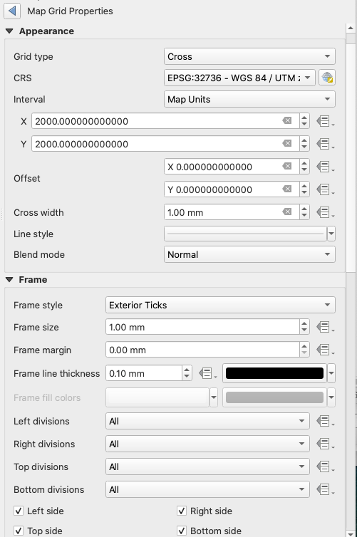 Map Grid Properties
Appearance
Grid type Cross
CRS EPSG:32736 - WGS 84 / UTM
Interval Map Units
X 2000.000000000000
Y 2000.000000000000
X 0.000000000000
Offset
Y 0.000000000000
Cross width 1.00 mm
Line style
Blend mode Normal
Frame
Frame style Exterior Ticks
Frame size 1.00 mm
Frame margin 0.00 mm
Frame line thickness 0.10 mm
Frame fill colors
Left divisions All
Right divisions All
Top divisions All
Bottom divisions All
Left side Right side
Top side Bottom side